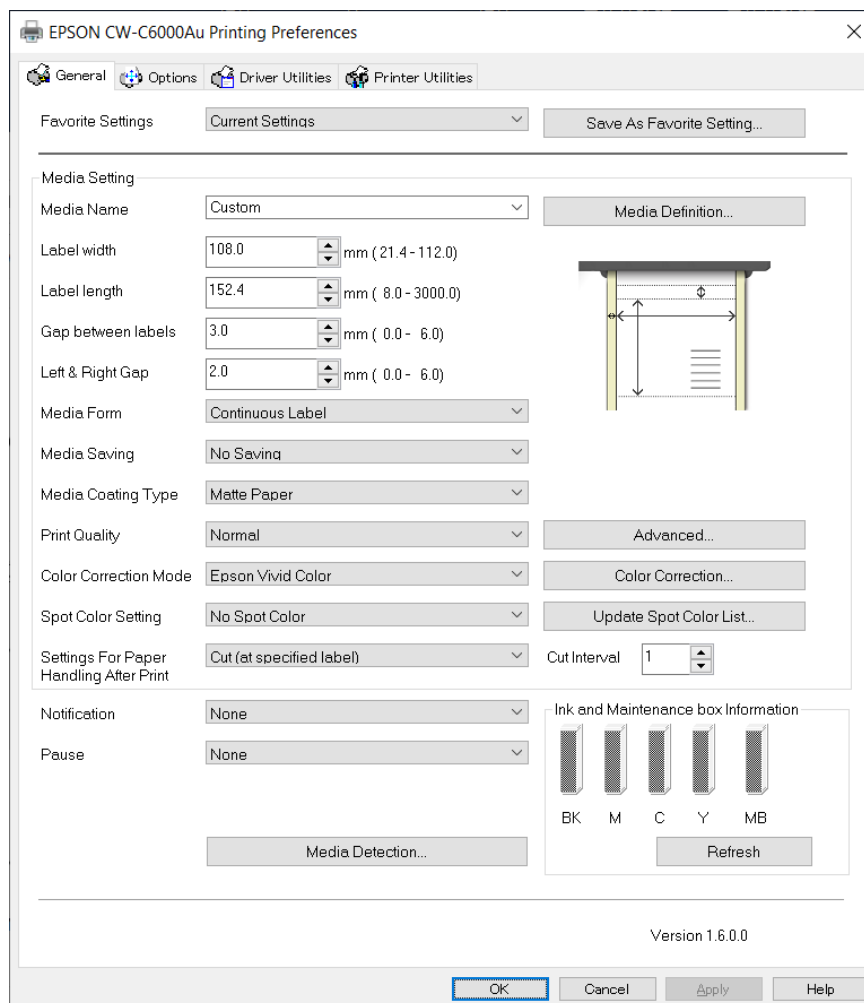 EPSON CW-C6000Au Printing Preferences
General Options Driver Utilities Printer Utilities
Favorite Settings Current Settings Save As Favorite Setting...
Media Setting
Media Name Custom Media Definition...
Label width 108.0 mm ( 21.4 - 112.0)
Label length 152.4 mm ( 8.0 - 3000.0)
Gap between labels 3.0 mm ( 0.0 - 6.0)
Left & Right Gap 2.0 mm ( 0.0 - 6.0)
Media Form Continuous Label
Media Saving No Saving
Media Coating Type Matte Paper
Print Quality Normal Advanced...
Color Correction Mode Epson Vivid Color Color Correction...
Spot Color Setting No Spot Color Update Spot Color List...
Settings For Paper Cut (at specified label) Cut Interval 1
Handling After Print
Notification None Ink and Maintenance box Information
Pause None
BK M C Y MB
Media Detection... Refresh
Version 1.6.0.0
OK Cancel Apply Help